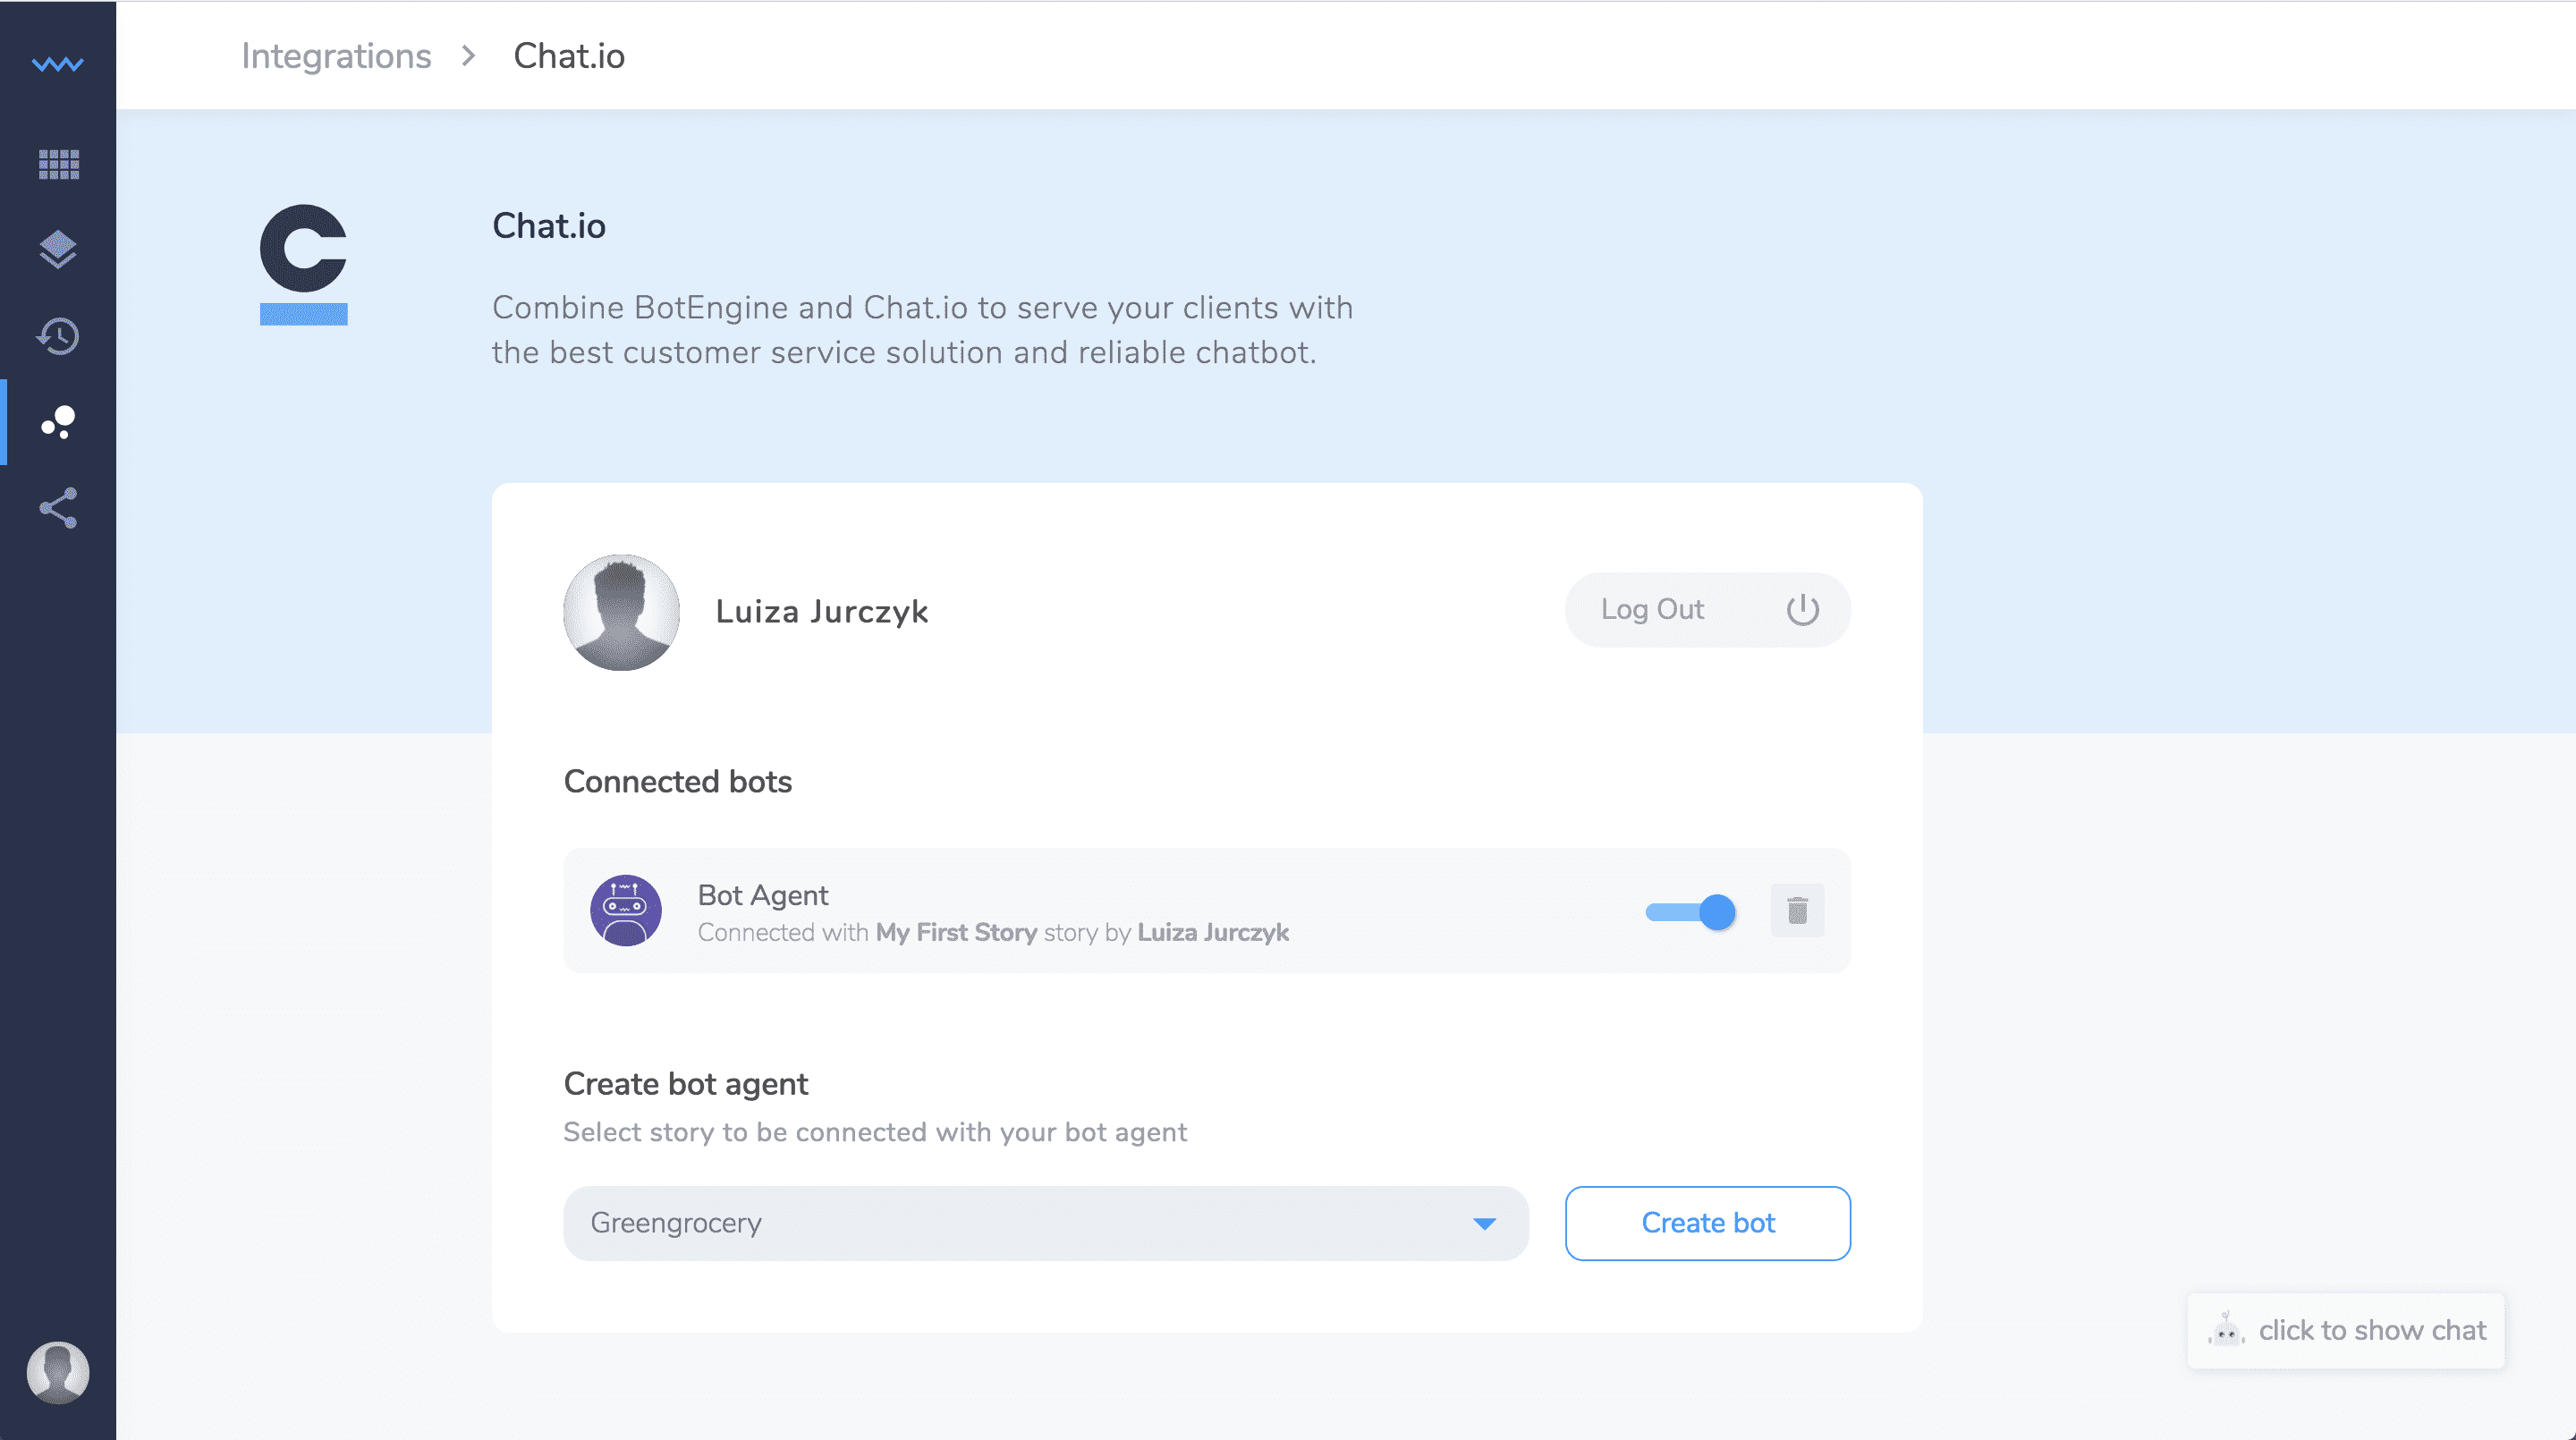 Integrations > Chat.io
Chat.io
Combine BotEngine and Chat.io to serve your clients with
the best customer service solution and reliable chatbot.
Luiza Jurczyk
Log Out
Connected bots
Bot Agent
Connected with My First Story story by Luiza Jurczyk
Create bot agent
Select story to be connected with your bot agent
Greengrocery
Create bot
click to show chat